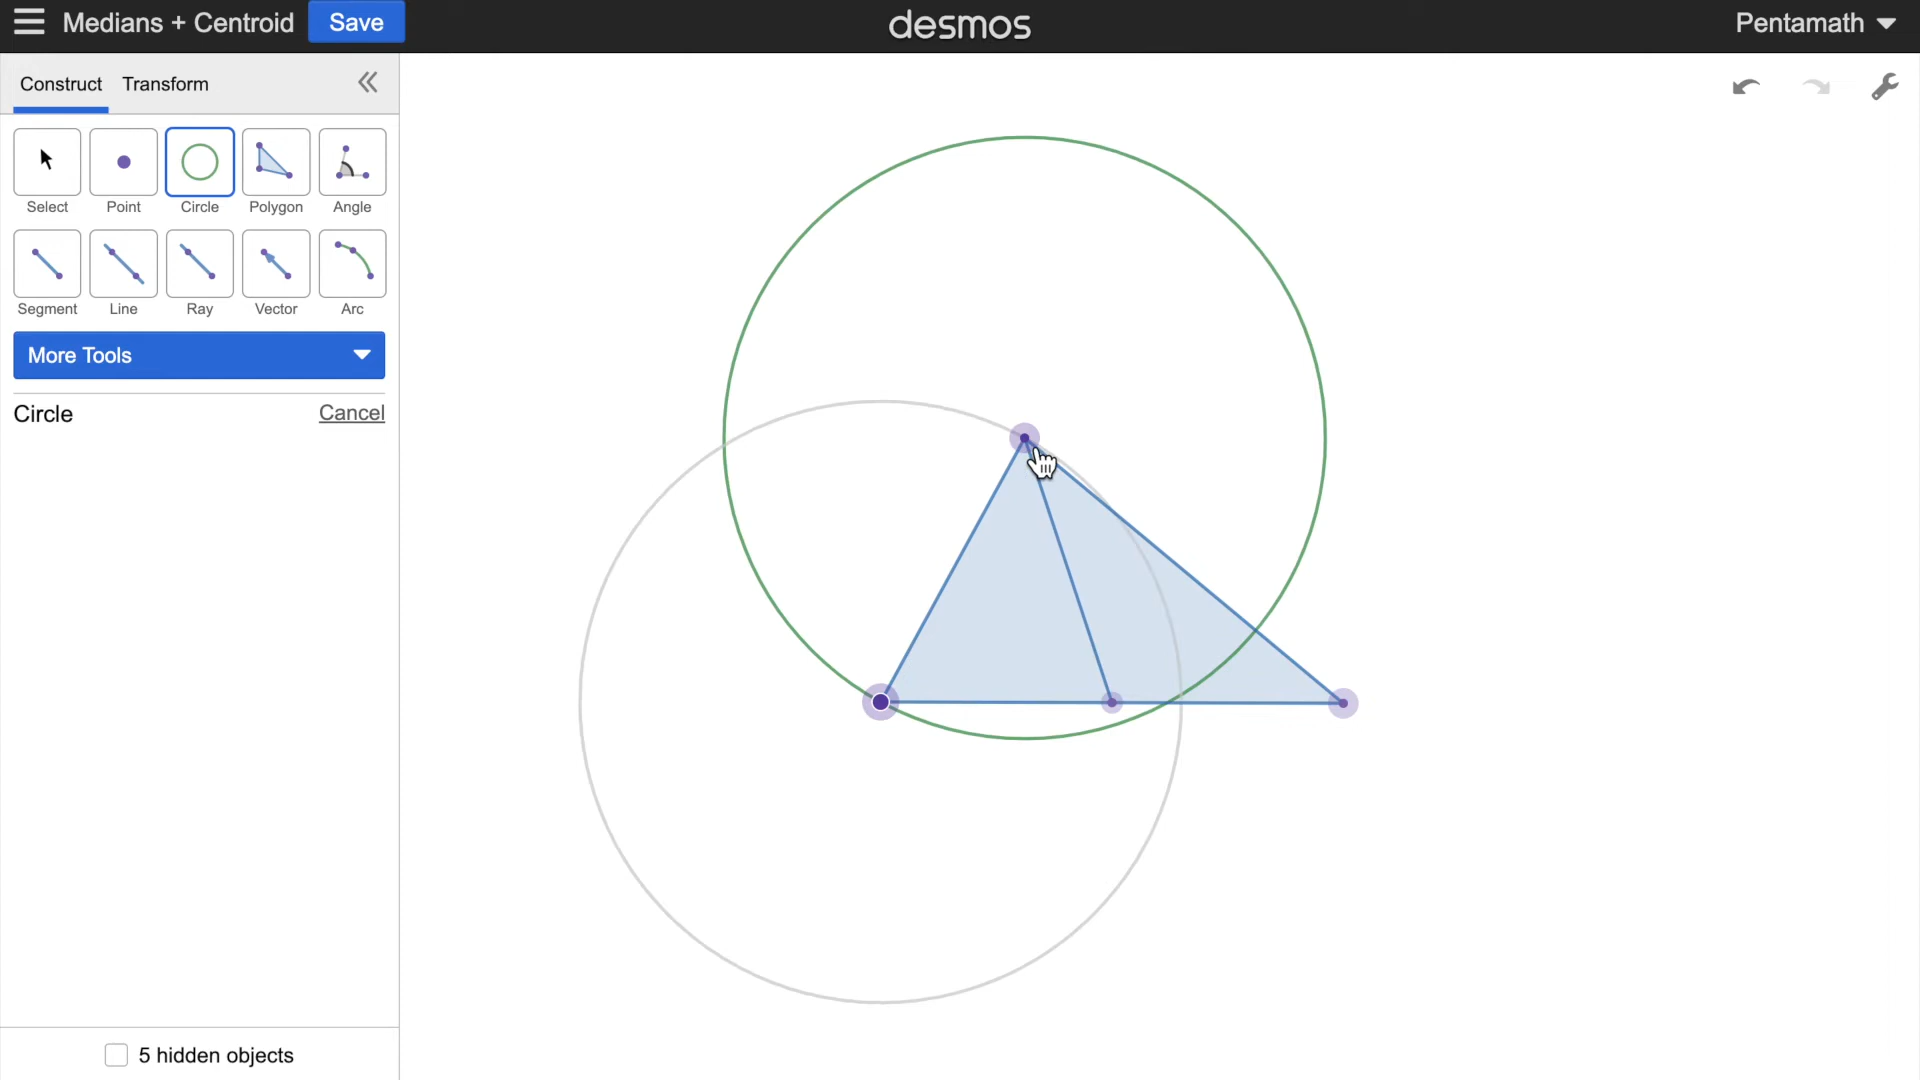 Medians + Centroid
Save
desmos
Pentamath
Construct
Transform
Select
Point
Circle
Polygon
Angle
Segment
Line
Ray
Vector
Arc
More Tools
Circle
Cancel
5 hidden objects